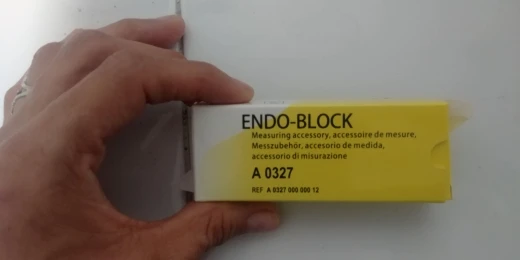 ENDO-BLOCK
Measuring accessory, accessoire de mesure,
Messzubehör, accesorio de medida,
accessorio di misurazione
A 0327
REF A 0327 000 000 12